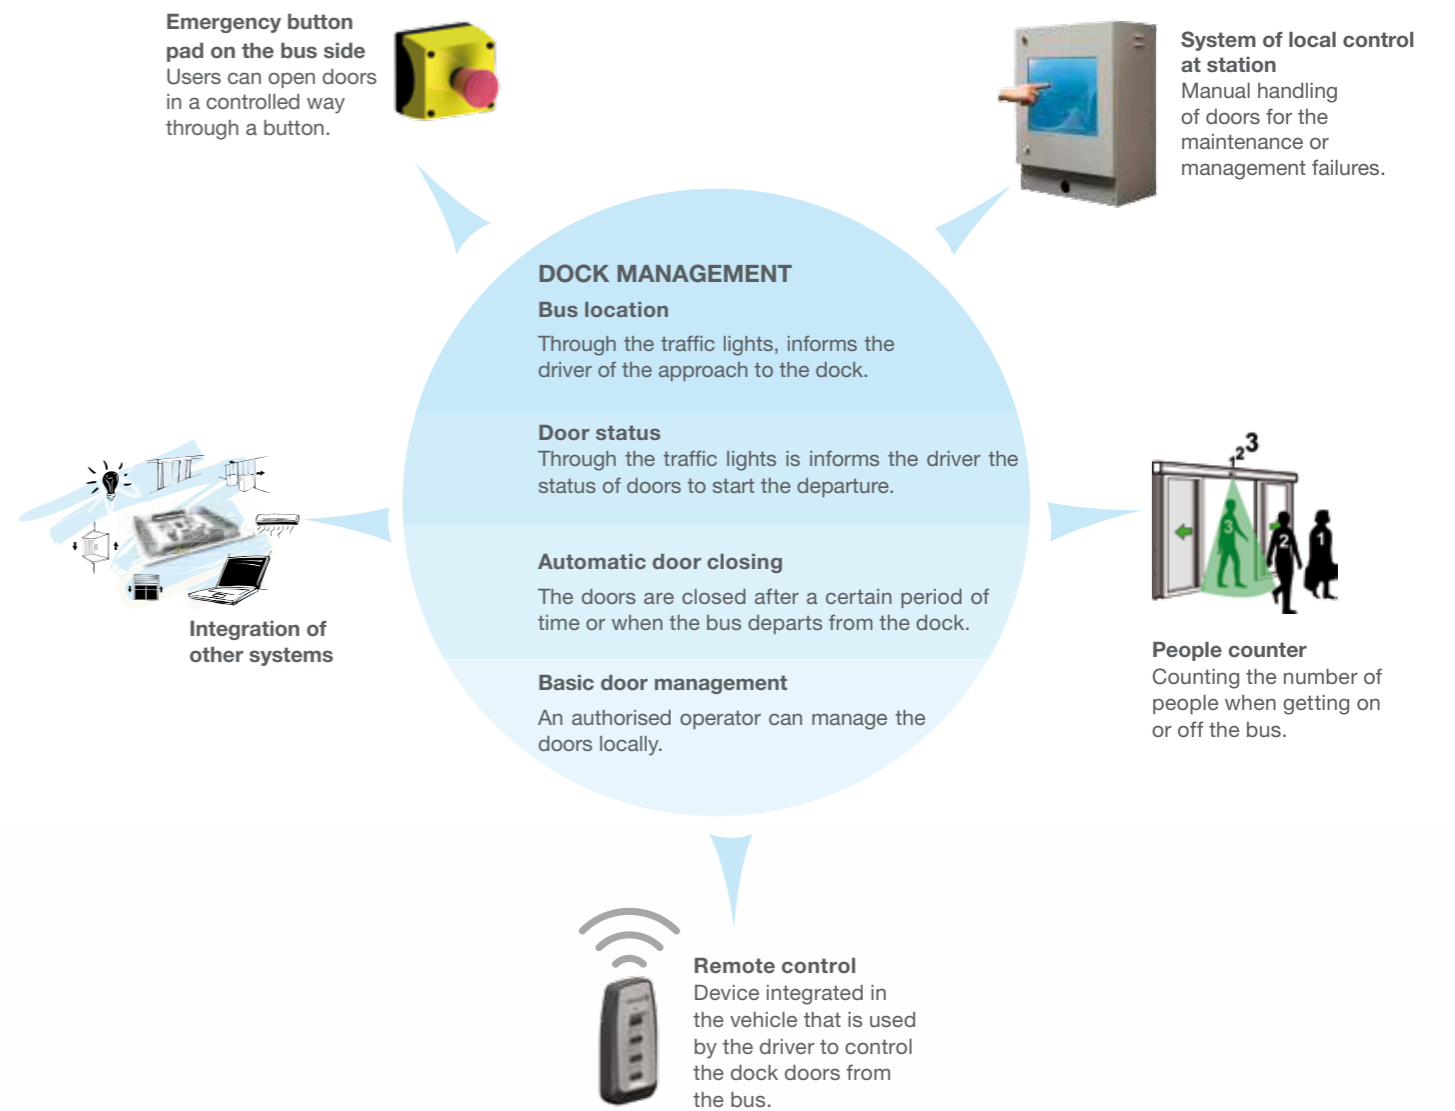 Emergency button
pad on the bus side
Users can open doors
in a controlled way
through a button.
System of local control
at station
Manual handling
of doors for the
maintenance or
management failures.
DOCK MANAGEMENT
Bus location
Through the traffic lights, informs the
driver of the approach to the dock.
Door status
Through the traffic lights is informs the driver the
status of doors to start the departure.
Automatic door closing
The doors are closed after a certain period of
time or when the bus departs from the dock.
Basic door management
An authorised operator can manage the
doors locally.
Integration of
other systems
1 2 3
3
2
1
People counter
Counting the number of
people when getting on
or off the bus.
Remote control
Device integrated in
the vehicle that is used
by the driver to control
the dock doors from
the bus.